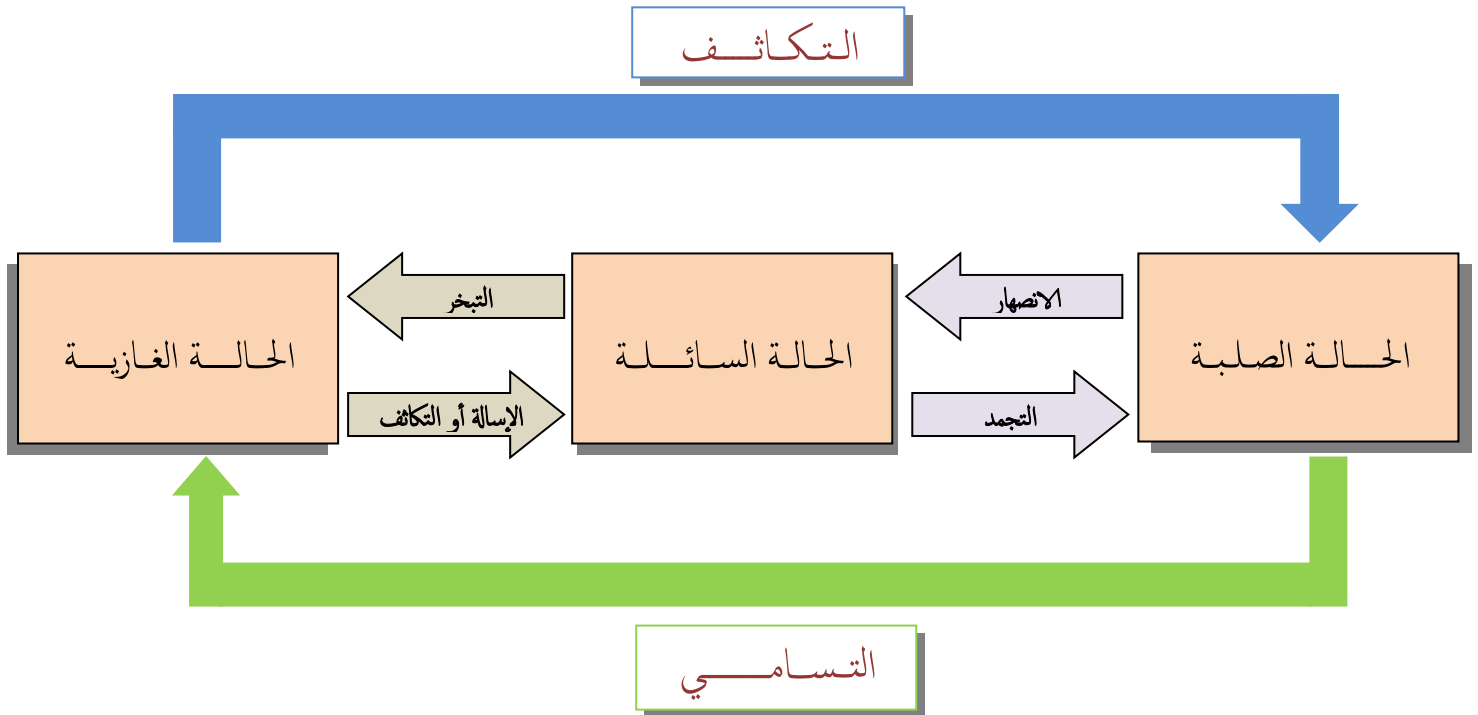 التكاثف
الانصهار
التبخر
الحالة الصلبة
الحالة السائلة
الحالة الغازية
التجمد
الإسالة أو التكاثف
التسامي